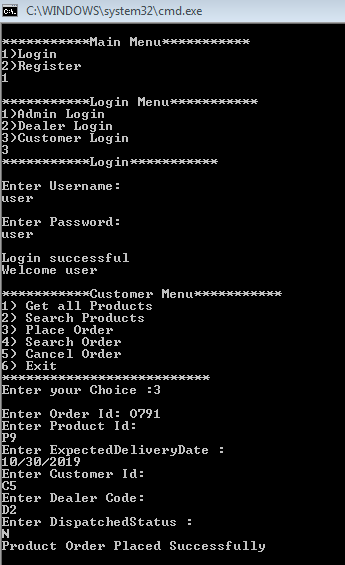 C:\WINDOWS\system32\cmd.exe
***********Main Menu***********
1)Login
2)Register
1
***********Login Menu***********
1)Admin Login
2)Dealer Login
3)Customer Login
3
***********Login***********
Enter Username:
user
Enter Password:
user
Login successful
Welcome user
***********Customer Menu***********
1) Get all Products
2) Search Products
3) Place Order
4) Search Order
5) Cancel Order
6) Exit
**************************
Enter your Choice :3
Enter Order Id: O791
Enter Product Id:
P9
Enter ExpectedDeliveryDate :
10/30/2019
Enter Customer Id:
C5
Enter Dealer Code:
D2
Enter DispatchedStatus :
N
Product Order Placed Successfully